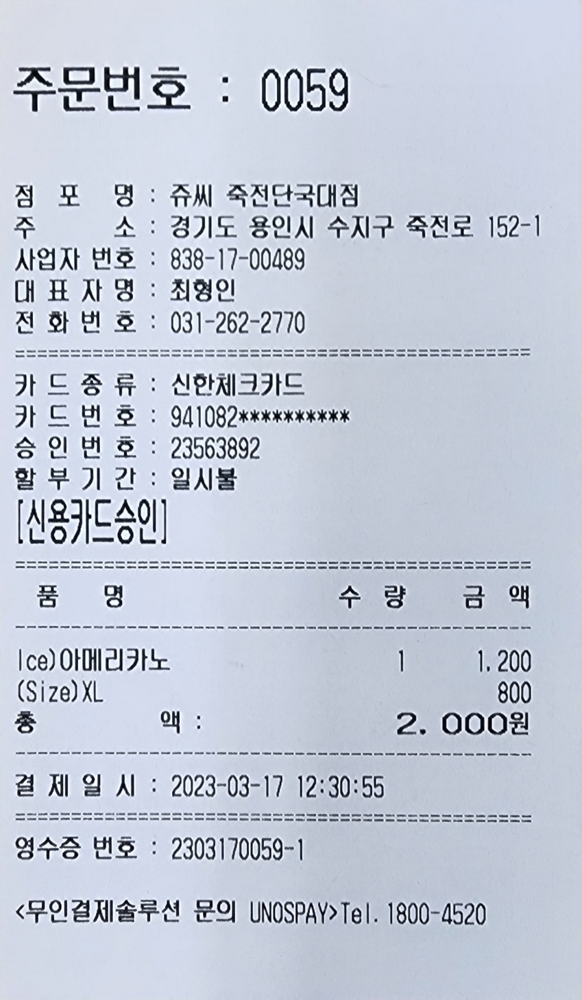 주문번호 : 0059
점 포 명 : 쥬씨 죽전단국대점
주 소 : 경기도 용인시 수지구 죽전로 152-1
사업자 번호 : 838-17-00489
대 표 자 명 : 최형인
전 화 번 호 : 031-262-2770
===============================================
카 드 종 류 : 신한체크카드
카 드 번 호 : 941082**********
승 인 번 호 : 23563892
할 부 기 간 : 일시불
[신용카드승인]
===============================================
품 명 수 량 금 액
-----------------------------------------------
Ice)아메리카노 1 1.200
(Size)XL 800
총 액 : 2.000원
-----------------------------------------------
결 제 일 시 : 2023-03-17 12:30:55
===============================================
영수증 번호 : 2303170059-1
<무인결제솔루션 문의 UNOSPAY>Tel.1800-4520